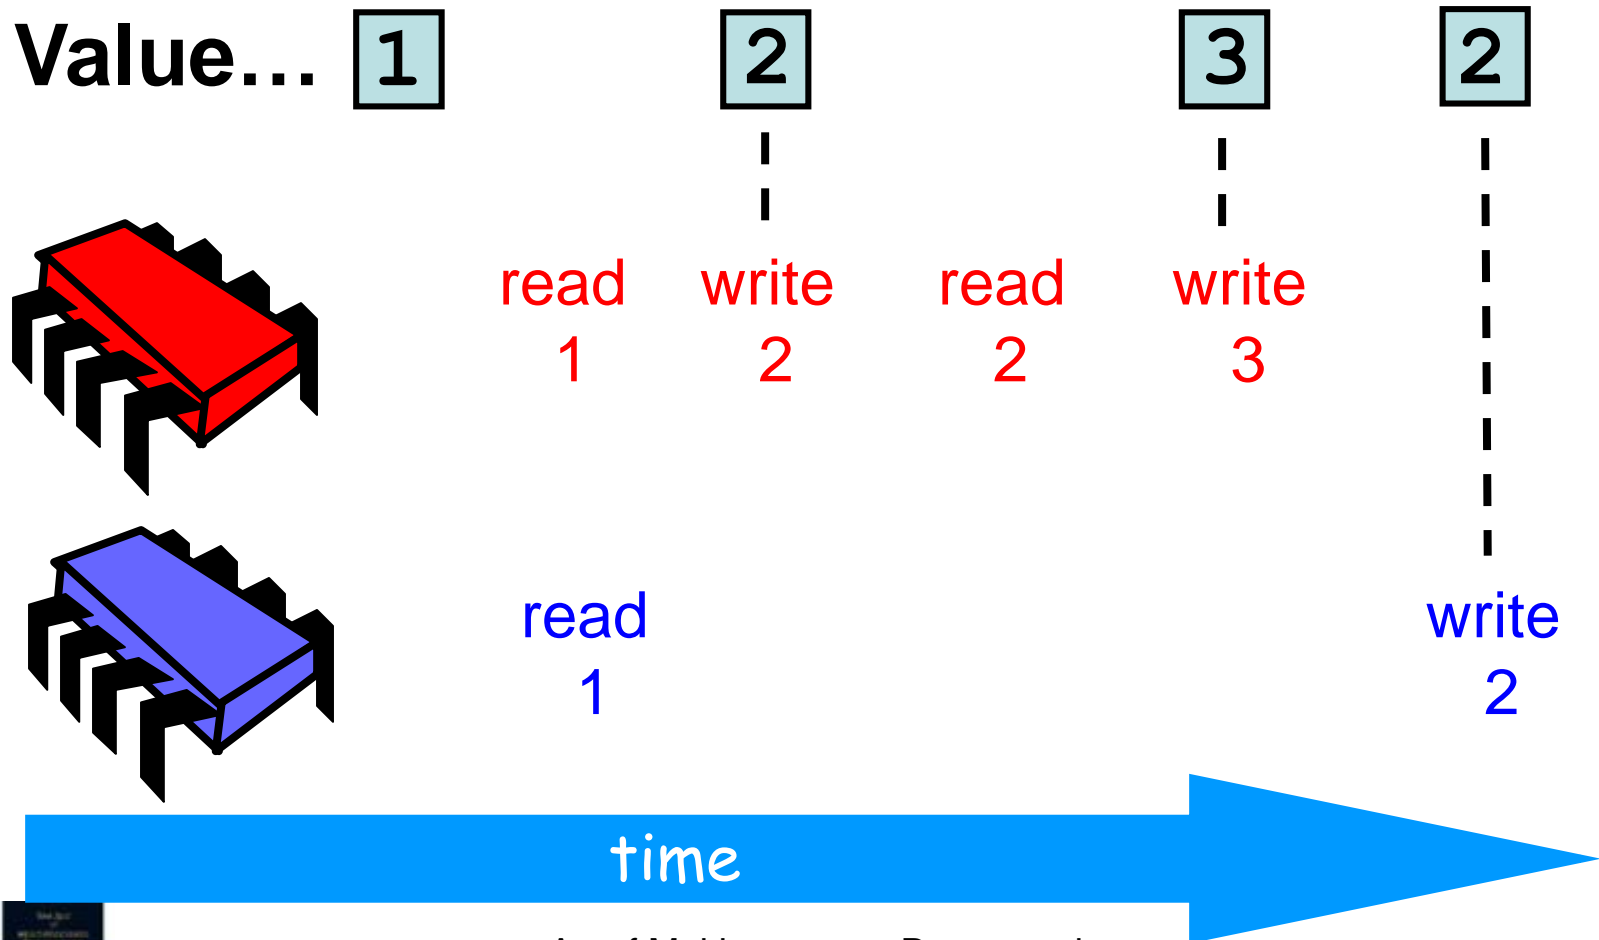 Value… 1 2 3 2
read write read write
1 2 2 3
read write
1 2
time